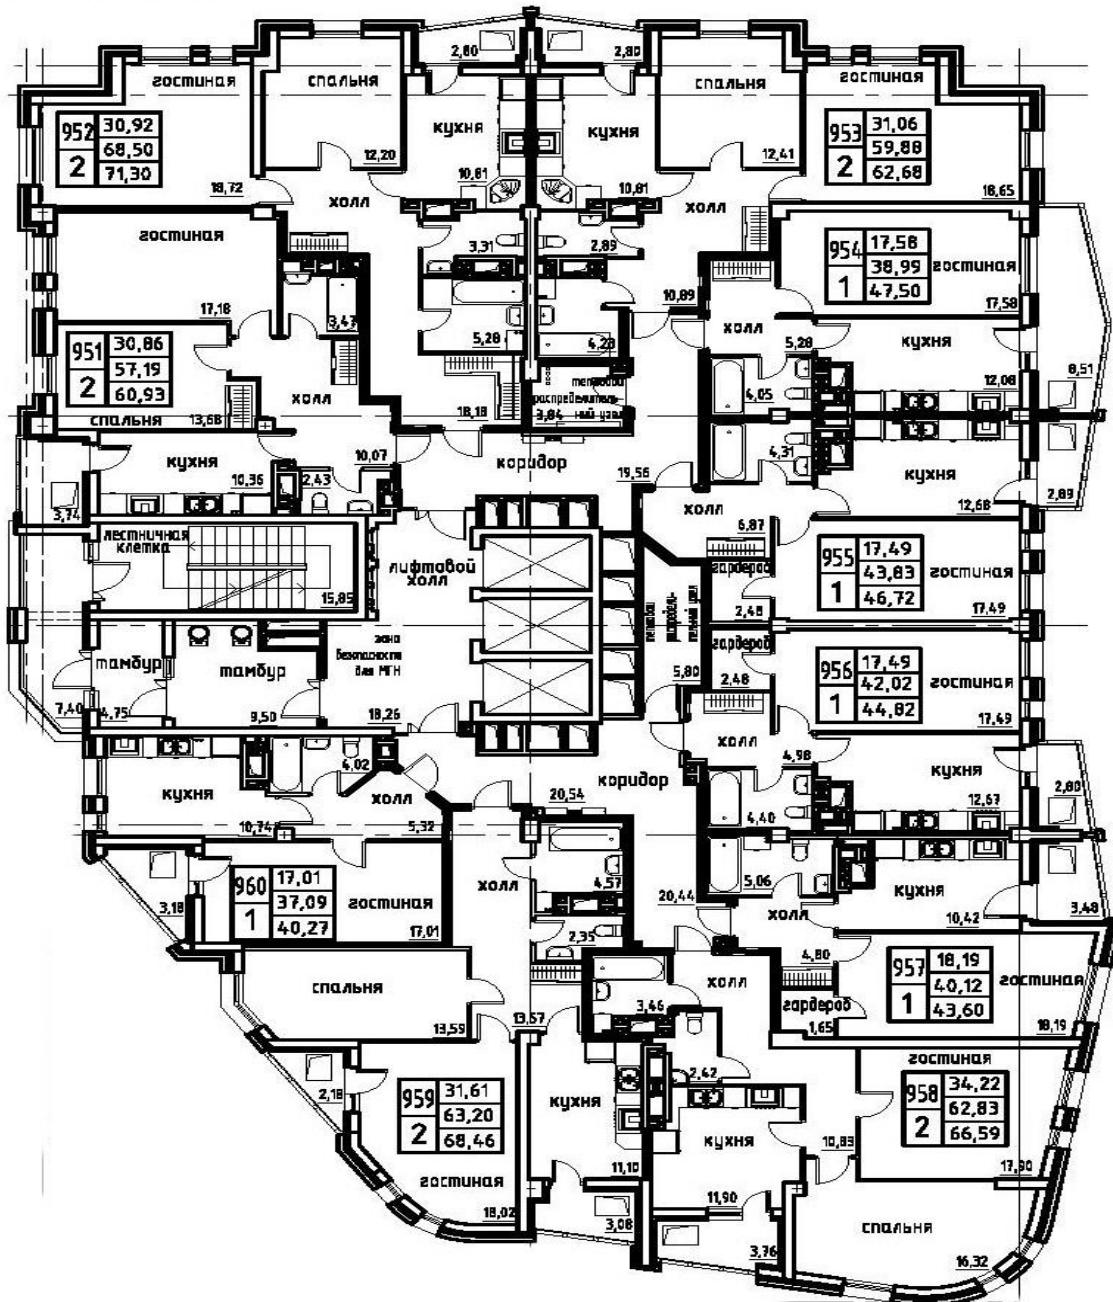 2,80
2,80
гостиная
спальня
спальня
гостиная
952
30,92
2
68,50
71,30
кухня
кухня
953
31,06
2
59,88
62,68
12,20
12,41
18,72
холл
10,81
10,81
холл
18,65
гостиная
3,31
2,89
954
17,58
1
38,99
47,50
гостиная
17,18
3,47
10,89
17,58
951
30,86
2
57,19
60,93
5,28
4,28
холл
5,28
кухня
холл
тепловой
распределитель-
ный узел
3,84
4,05
12,08
8,51
спальня
13,68
18,18
кухня
10,36
2,43
10,07
коридор
19,56
4,31
кухня
3,74
холл
6,87
12,68
2,89
лестничная
клетка
лифтовой
холл
15,85
гардероб
2,48
955
17,49
1
43,83
46,72
гостиная
17,49
тепловой
распредели-
тельный узел
тамбур
тамбур
зона
безопасности
для МГН
5,80
гардероб
2,48
956
17,49
1
42,02
44,82
гостиная
17,49
7,40
4,75
9,50
18,26
холл
4,98
кухня
4,02
коридор
кухня
холл
4,40
12,67
2,80
10,74
5,32
20,54
960
17,01
1
37,09
40,27
гостиная
холл
4,57
5,06
кухня
3,18
17,01
20,44
холл
10,42
3,48
2,35
4,80
957
18,19
1
40,12
43,60
гостиная
спальня
3,46
холл
гардероб
13,59
13,57
1,65
18,19
гостиная
2,18
959
31,61
2
63,20
68,46
кухня
2,42
958
34,22
2
62,83
66,59
кухня
10,83
гостиная
11,10
17,90
18,02
11,90
3,08
спальня
3,76
16,32